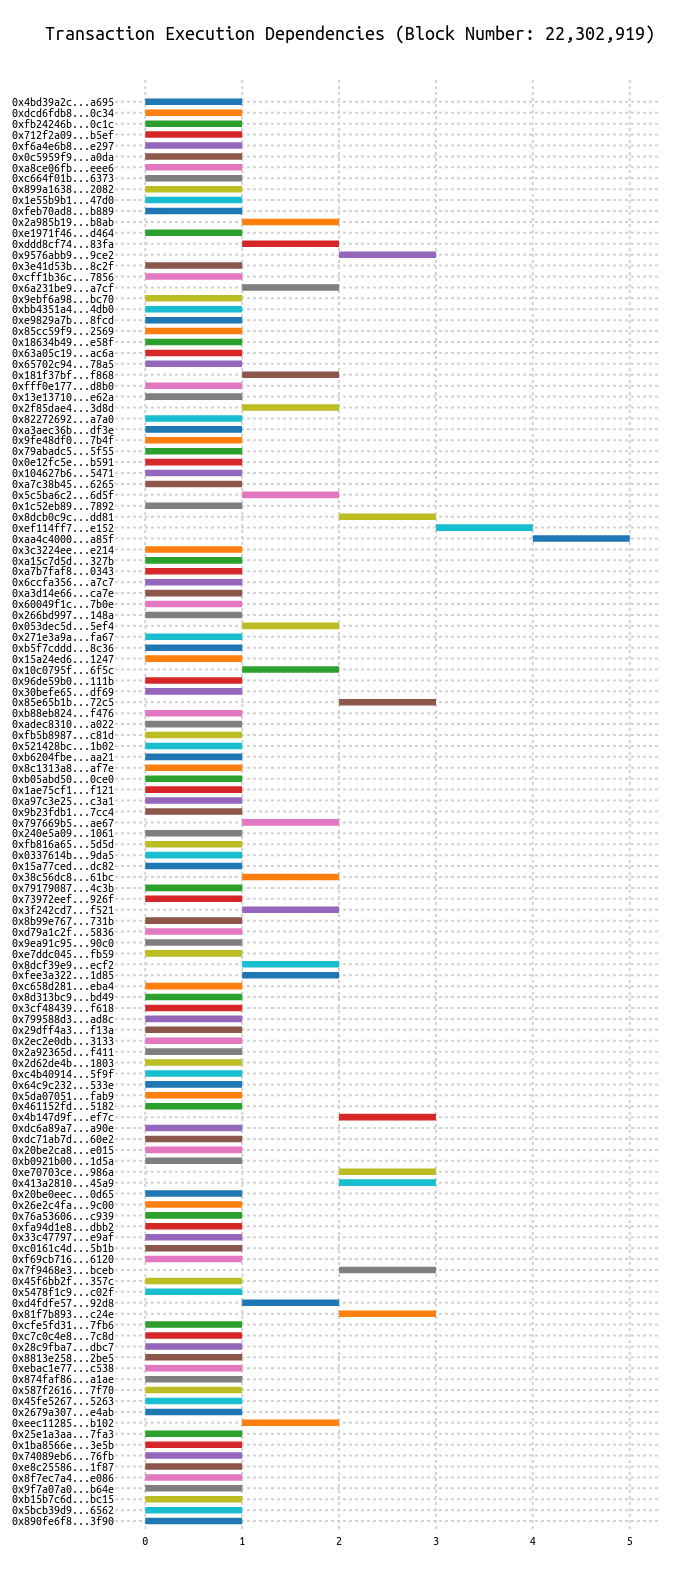 Transaction Execution Dependencies (Block Number: 22,302,919)
0x4bd39a2c...a695
0xdcd6fdb8...0c34
0xfb24246b...0c1c
0x712f2a09...b5ef
0xf6a4e6b8...e297
0x0c5959f9...a0da
0xa8ce06fb...eee6
0xc664f01b...6373
0x899a1638...2082
0x1e55b9b1...47d0
0xfeb70ad8...b889
0x2a985b19...b8ab
0xe1971f46...d464
0xddd8cf74...83fa
0x9576abb9...9ce2
0x3e41d53b...8c2f
0xcff1b36c...7856
0x6a231be9...a7cf
0x9ebf6a98...bc70
0xbb4351a4...4db0
0xe9829a7b...8fcd
0x85cc59f9...2569
0x18634b49...e58f
0x63a05c19...ac6a
0x65702c94...78a5
0x181f37bf...f868
0xfff0e177...d8b0
0x13e13710...e62a
0x2f85dae4...3d8d
0x82272692...a7a0
0xa3aec36b...df3e
0x9fe48df0...7b4f
0x79abadc5...5f55
0x0e12fc5e...b591
0x104627b6...5471
0xa7c38b45...6265
0x5c5ba6c2...6d5f
0x1c52eb89...7892
0x8dcb0c9c...dd81
0xef114ff7...e152
0xaa4c4000...a85f
0x3c3224ee...e214
0xa15c7d5d...327b
0xa7b7faf8...0343
0x6ccfa356...a7c7
0xa3d14e66...ca7e
0x60049f1c...7b0e
0x266bd997...148a
0x053dec5d...5ef4
0x271e3a9a...fa67
0xb5f7cddd...8c36
0x15a24ed6...1247
0x10c0795f...6f5c
0x96de59b0...111b
0x30befe65...df69
0x85e65b1b...72c5
0xb88eb824...f476
0xadec8310...a022
0xfb5b8987...c81d
0x521428bc...1b02
0xb6204fbe...aa21
0x8c1313a8...af7e
0xb05abd50...0ce0
0x1ae75cf1...f121
0xa97c3e25...c3a1
0x9b23fdb1...7cc4
0x797669b5...ae67
0x240e5a09...1061
0xfb816a65...5d5d
0x0337614b...9da5
0x15a77ced...dc82
0x38c56dc8...61bc
0x79179087...4c3b
0x73972eef...926f
0x3f242cd7...f521
0x8b99e767...731b
0xd79a1c2f...5836
0x9ea91c95...90c0
0xe7ddc045...fb59
0x8dcf39e9...ecf2
0xfee3a322...1d85
0xc658d281...eba4
0x8d313bc9...bd49
0x3cf48439...f618
0x799588d3...ad8c
0x29dff4a3...f13a
0x2ec2e0db...3133
0x2a92365d...f411
0x2d62de4b...1803
0xc4b40914...5f9f
0x64c9c232...533e
0x5da07051...fab9
0x461152fd...5182
0x4b147d9f...ef7c
0xdc6a89a7...a90e
0xdc71ab7d...60e2
0x20be2ca8...e015
0xb0921b00...1d5a
0xe70703ce...986a
0x413a2810...45a9
0x20be0eec...0d65
0x26e2c4fa...9c00
0x76a53606...c939
0xfa94d1e8...dbb2
0x33c47797...e9af
0xc0161c4d...5b1b
0xf69cb716...6120
0x7f9468e3...bceb
0x45f6bb2f...357c
0x5478f1c9...c02f
0xd4fdfe57...92d8
0x81f7b893...c24e
0xcfe5fd31...7fb6
0xc7c0c4e8...7c8d
0x28c9fba7...dbc7
0x8813e258...2be5
0xebac1e77...c538
0x874faf86...a1ae
0x587f2616...7f70
0x45fe5267...5263
0x2679a307...e4ab
0xeec11285...b102
0x25e1a3aa...7fa3
0x1ba8566e...3e5b
0x74089eb6...76fb
0xe8c25586...1f87
0x8f7ec7a4...e086
0x9f7a07a0...b64e
0xb15b7c6d...bc15
0x5bcb39d9...6562
0x890fe6f8...3f90
0 1 2 3 4 5